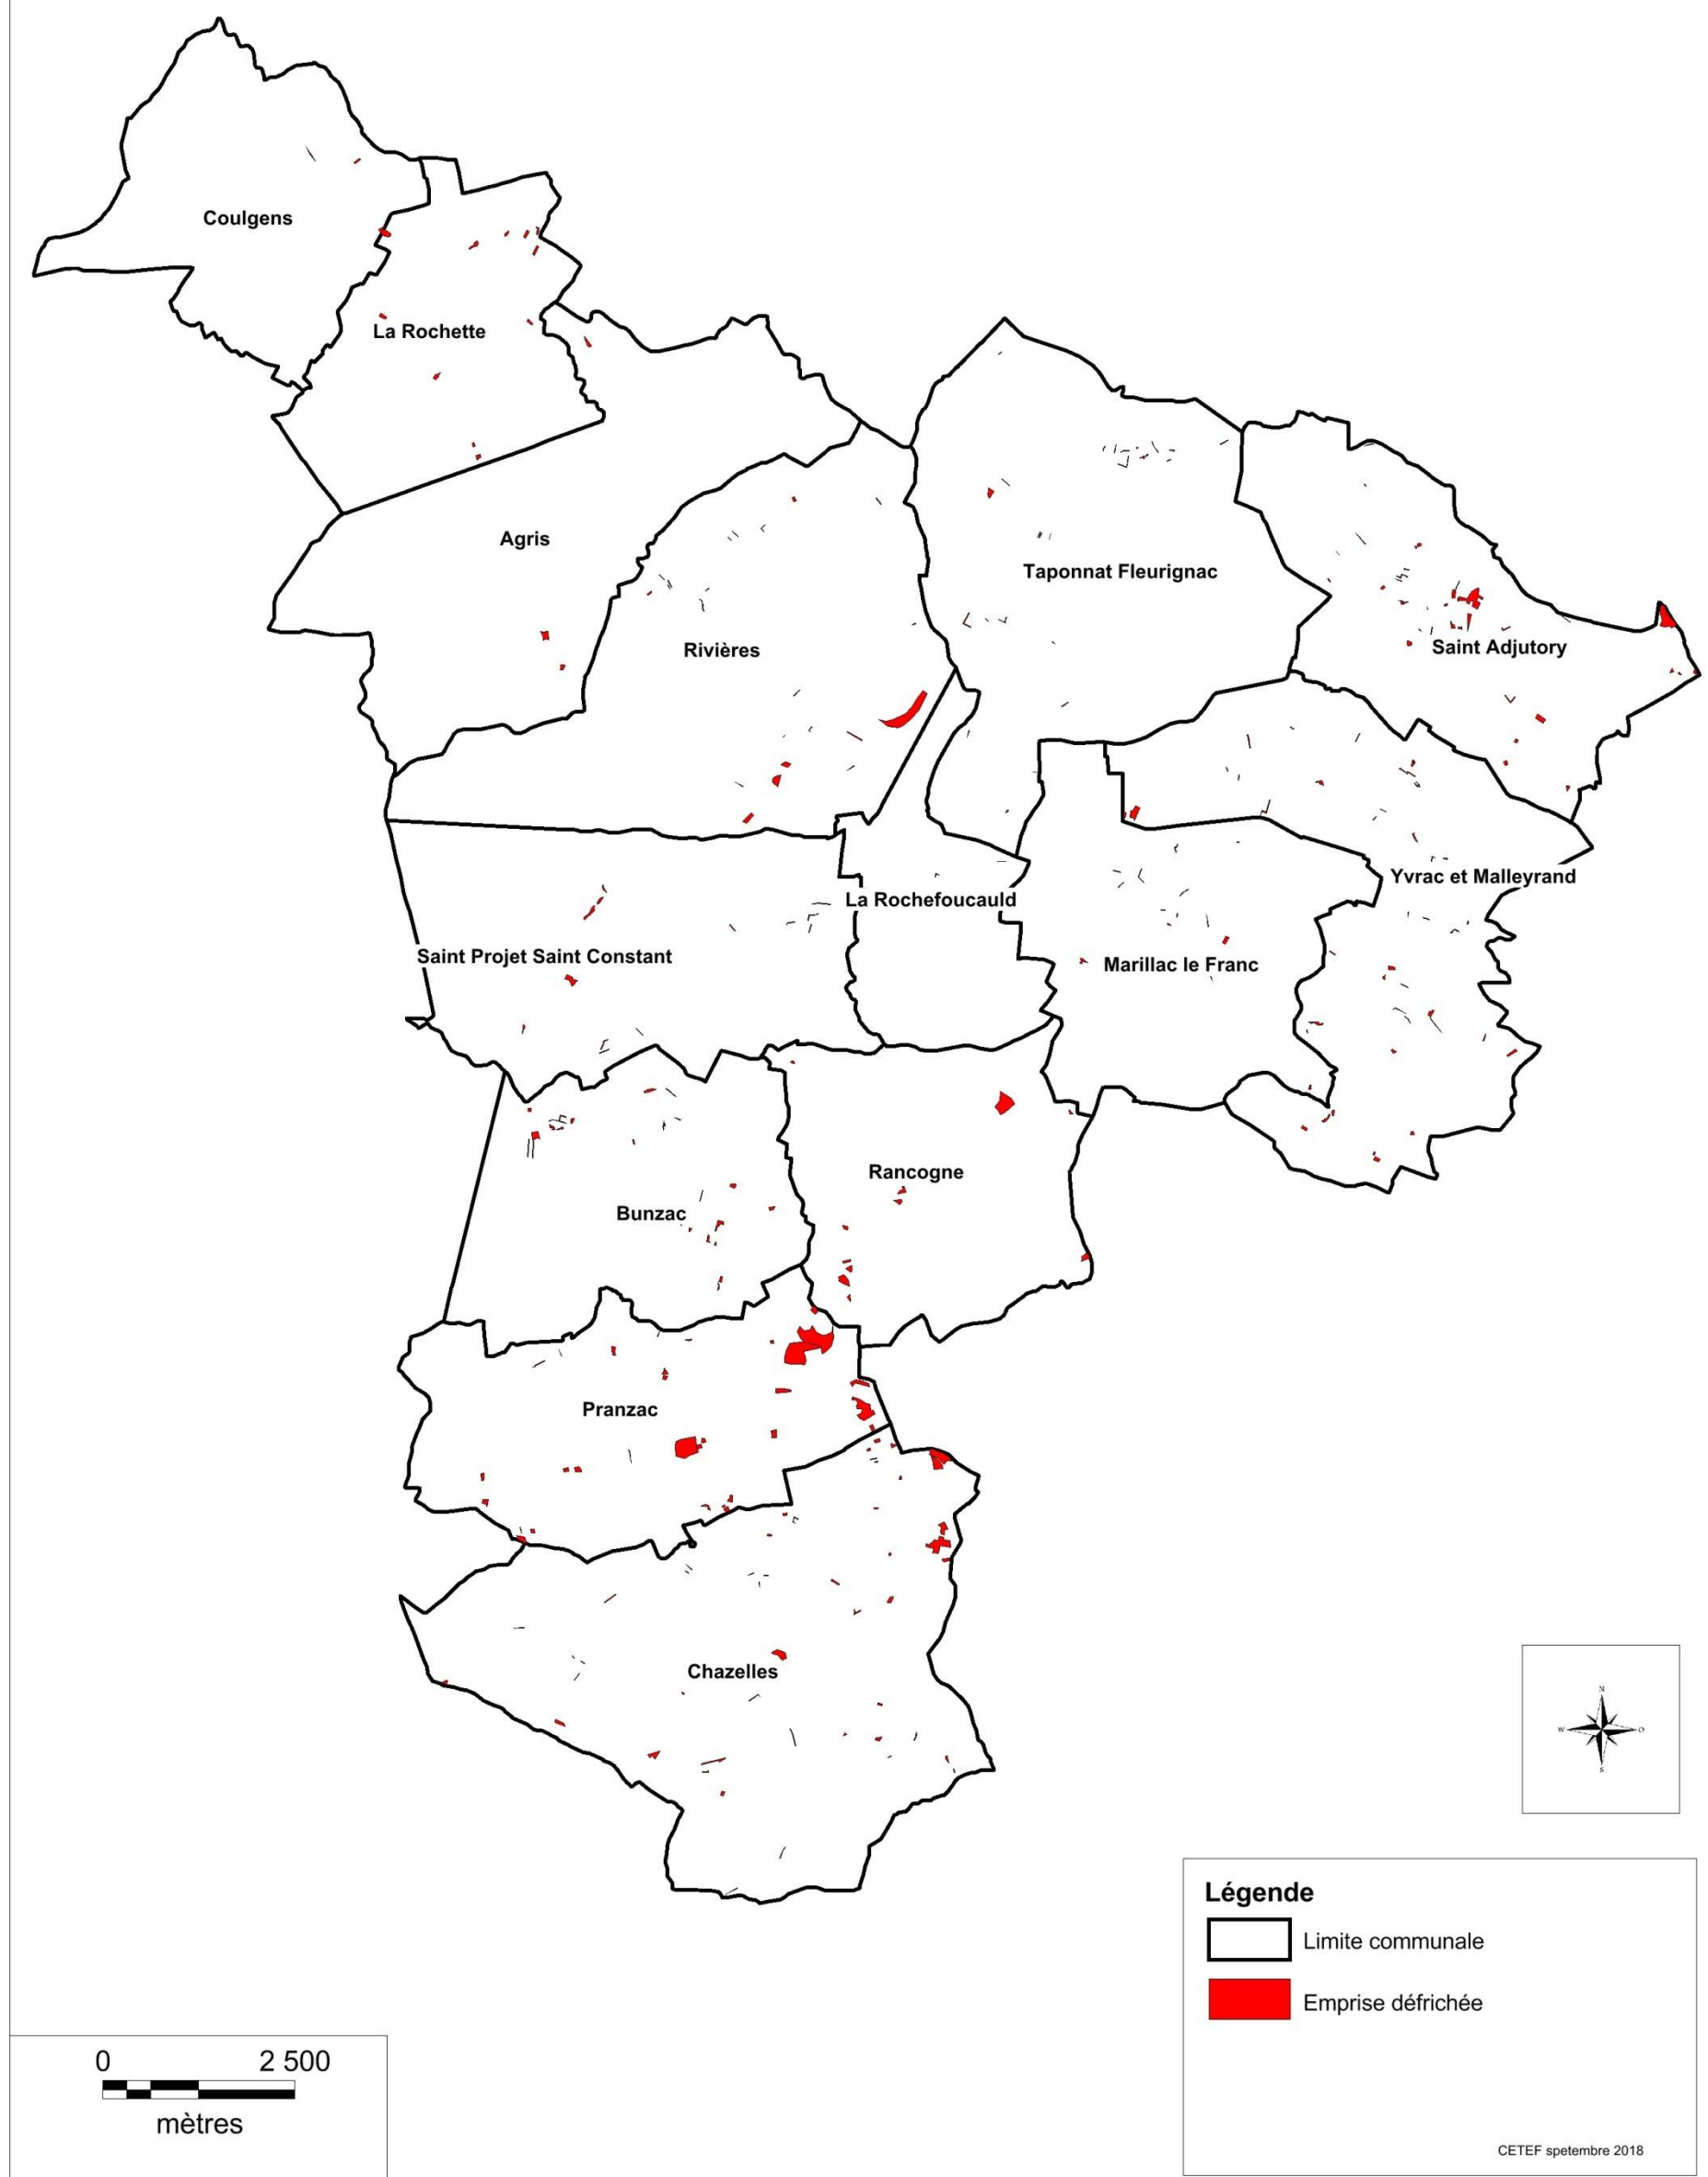 Coulgens
La Rochette
Agris
Taponnat Fleurignac
Rivières
Saint Adjutory
Yvrac et Malleyrand
La Rochefoucauld
Saint Projet Saint Constant
Marillac le Franc
Rancogne
Bunzac
Pranzac
Chazelles
N
W O
S
Légende
Limite communale
Emprise défrichée
0 2 500
mètres
CETEF spetembre 2018